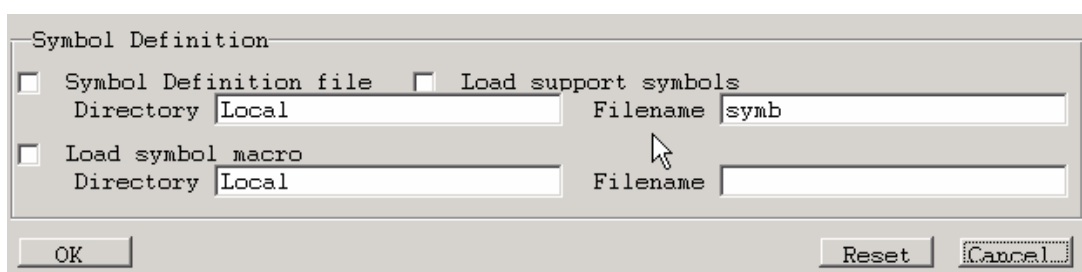 Symbol Definition
Symbol Definition file Load support symbols
Directory Local Filename symb
Load symbol macro
Directory Local Filename
OK Reset Cancel